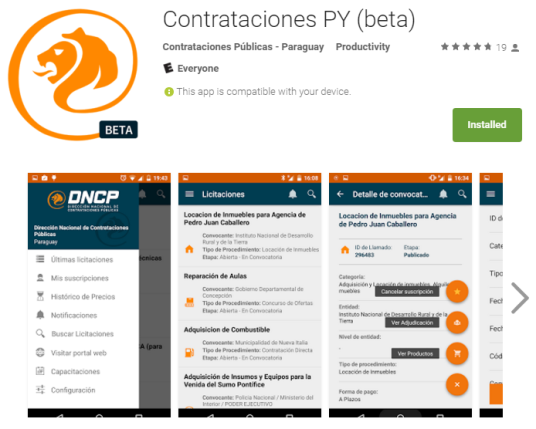 Contrataciones PY (beta)
Contrataciones Públicas - Paraguay Productivity
19
E Everyone
This app is compatible with your device.
BETA
Installed
19:43
DNCP
DIRECCIÓN NACIONAL DE
CONTRATACIONES PÚBLICAS
Dirección Nacional de Contrataciones
Públicas
Paraguay
Últimas licitaciones
Mis suscripciones
Histórico de Precios
Notificaciones
Buscar Licitaciones
Visitar portal web
Capacitaciones
Configuración
écnicas
CA (para
16:08
Licitaciones
Locacion de Inmuebles para Agencia de
Pedro Juan Caballero
Convocante: Instituto Nacional de Desarrollo
Rural y de la Tierra
Tipo de Procedimiento: Locación de Inmuebles
Etapa: Abierta - En Convocatoria
Reparación de Aulas
Convocante: Gobierno Departamental de
Concepción
Tipo de Procedimiento: Concurso de Ofertas
Etapa: Abierta - En Convocatoria
Adquisicion de Combustible
Convocante: Municipalidad de Nueva Italia
Tipo de Procedimiento: Contratación Directa
Etapa: Abierta - En Convocatoria
Adquisición de Insumos y Equipos para la
Venida del Sumo Pontífice
Convocante: Policia Nacional / Ministerio del
Interior / PODER EJECUTIVO
16:34
Detalle de convocat...
Locacion de Inmuebles para Agencia
de Pedro Juan Caballero
ID de Llamado: Etapa:
296483 Publicado
Categoría:
Adquisición y Locación de inmuebles. Alquiler
muebles
Cancelar suscripción
Entidad:
Instituto Nacional de Desarrollo Rural y de la
Tierra
Ver Adjudicación
Nivel de entidad:
-
Ver Productos
Tipo de procedimiento:
Locación de inmuebles
Forma de pago:
A Plazos
ID d
Cate
Tipo
Fech
Fech
Códi